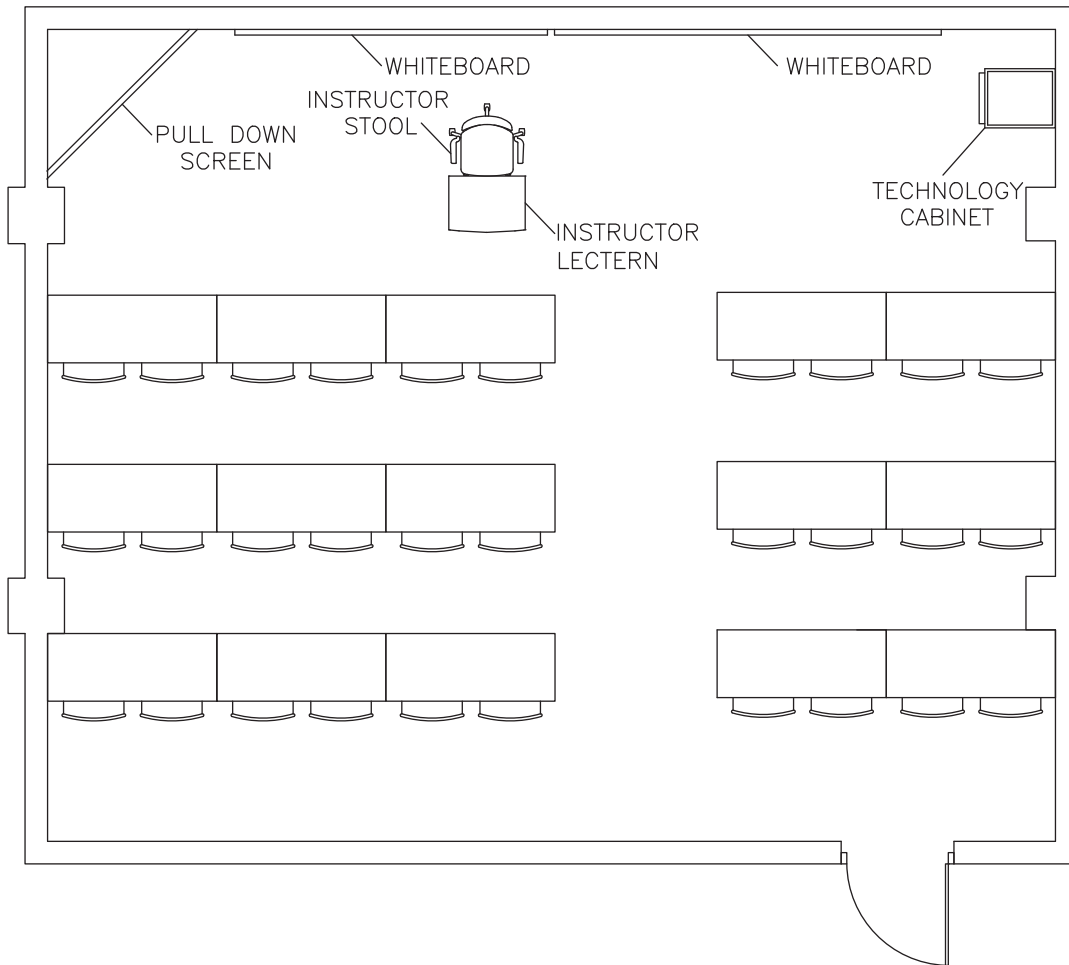 WHITEBOARD
WHITEBOARD
INSTRUCTOR
STOOL
PULL DOWN
SCREEN
TECHNOLOGY
CABINET
INSTRUCTOR
LECTERN